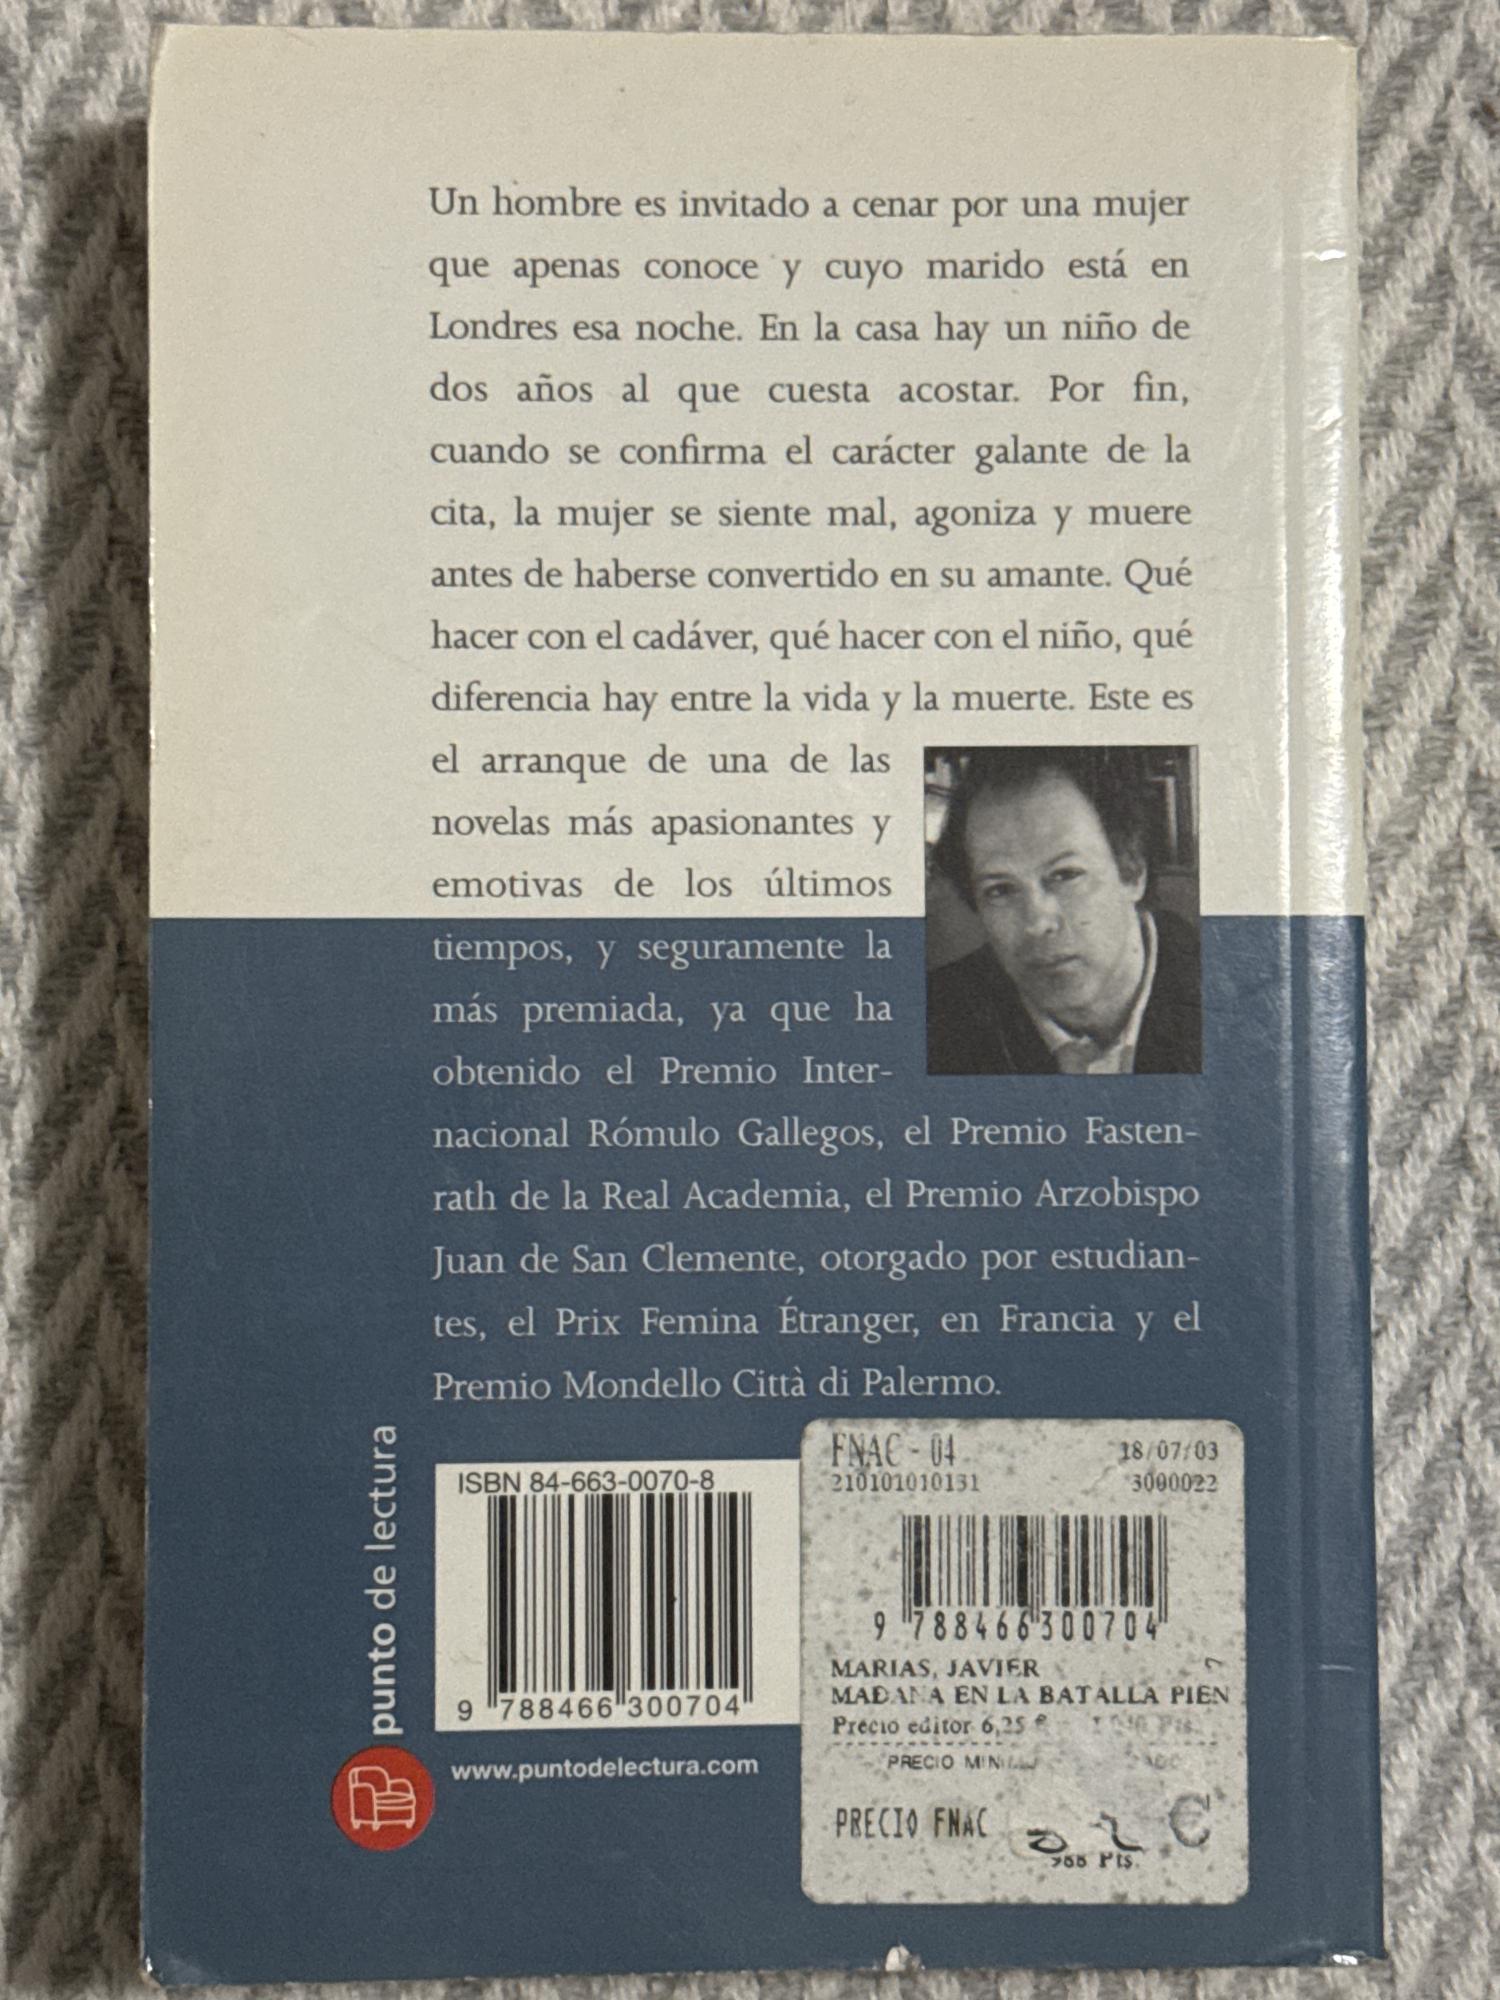 Un hombre es invitado a cenar por una mujer
que apenas conoce y cuyo marido está en
Londres esa noche. En la casa hay un niño de
dos años al que cuesta acostar. Por fin,
cuando se confirma el carácter galante de la
cita, la mujer se siente mal, agoniza y muere
antes de haberse convertido en su amante. Qué
hacer con el cadáver, qué hacer con el niño, qué
diferencia hay entre la vida y la muerte. Este es
el arranque de una de las
novelas más apasionantes y
emotivas de los últimos
tiempos, y seguramente la
más premiada, ya que ha
obtenido el Premio Inter-
nacional Rómulo Gallegos, el Premio Fasten-
rath de la Real Academia, el Premio Arzobispo
Juan de San Clemente, otorgado por estudian-
tes, el Prix Femina Étranger, en Francia y el
Premio Mondello Città di Palermo.
punto de lectura
ISBN 84-663-0070-8
9 788466 300704
www.puntodelectura.com
FNAC - 04 18/07/03
210101010131 3000022
9 788466 300704
MARIAS, JAVIER 7
EN LA BATALLA PIEN
Precio editor 6,25 €
PRECIO
PRECIO FNAC €
Pts.